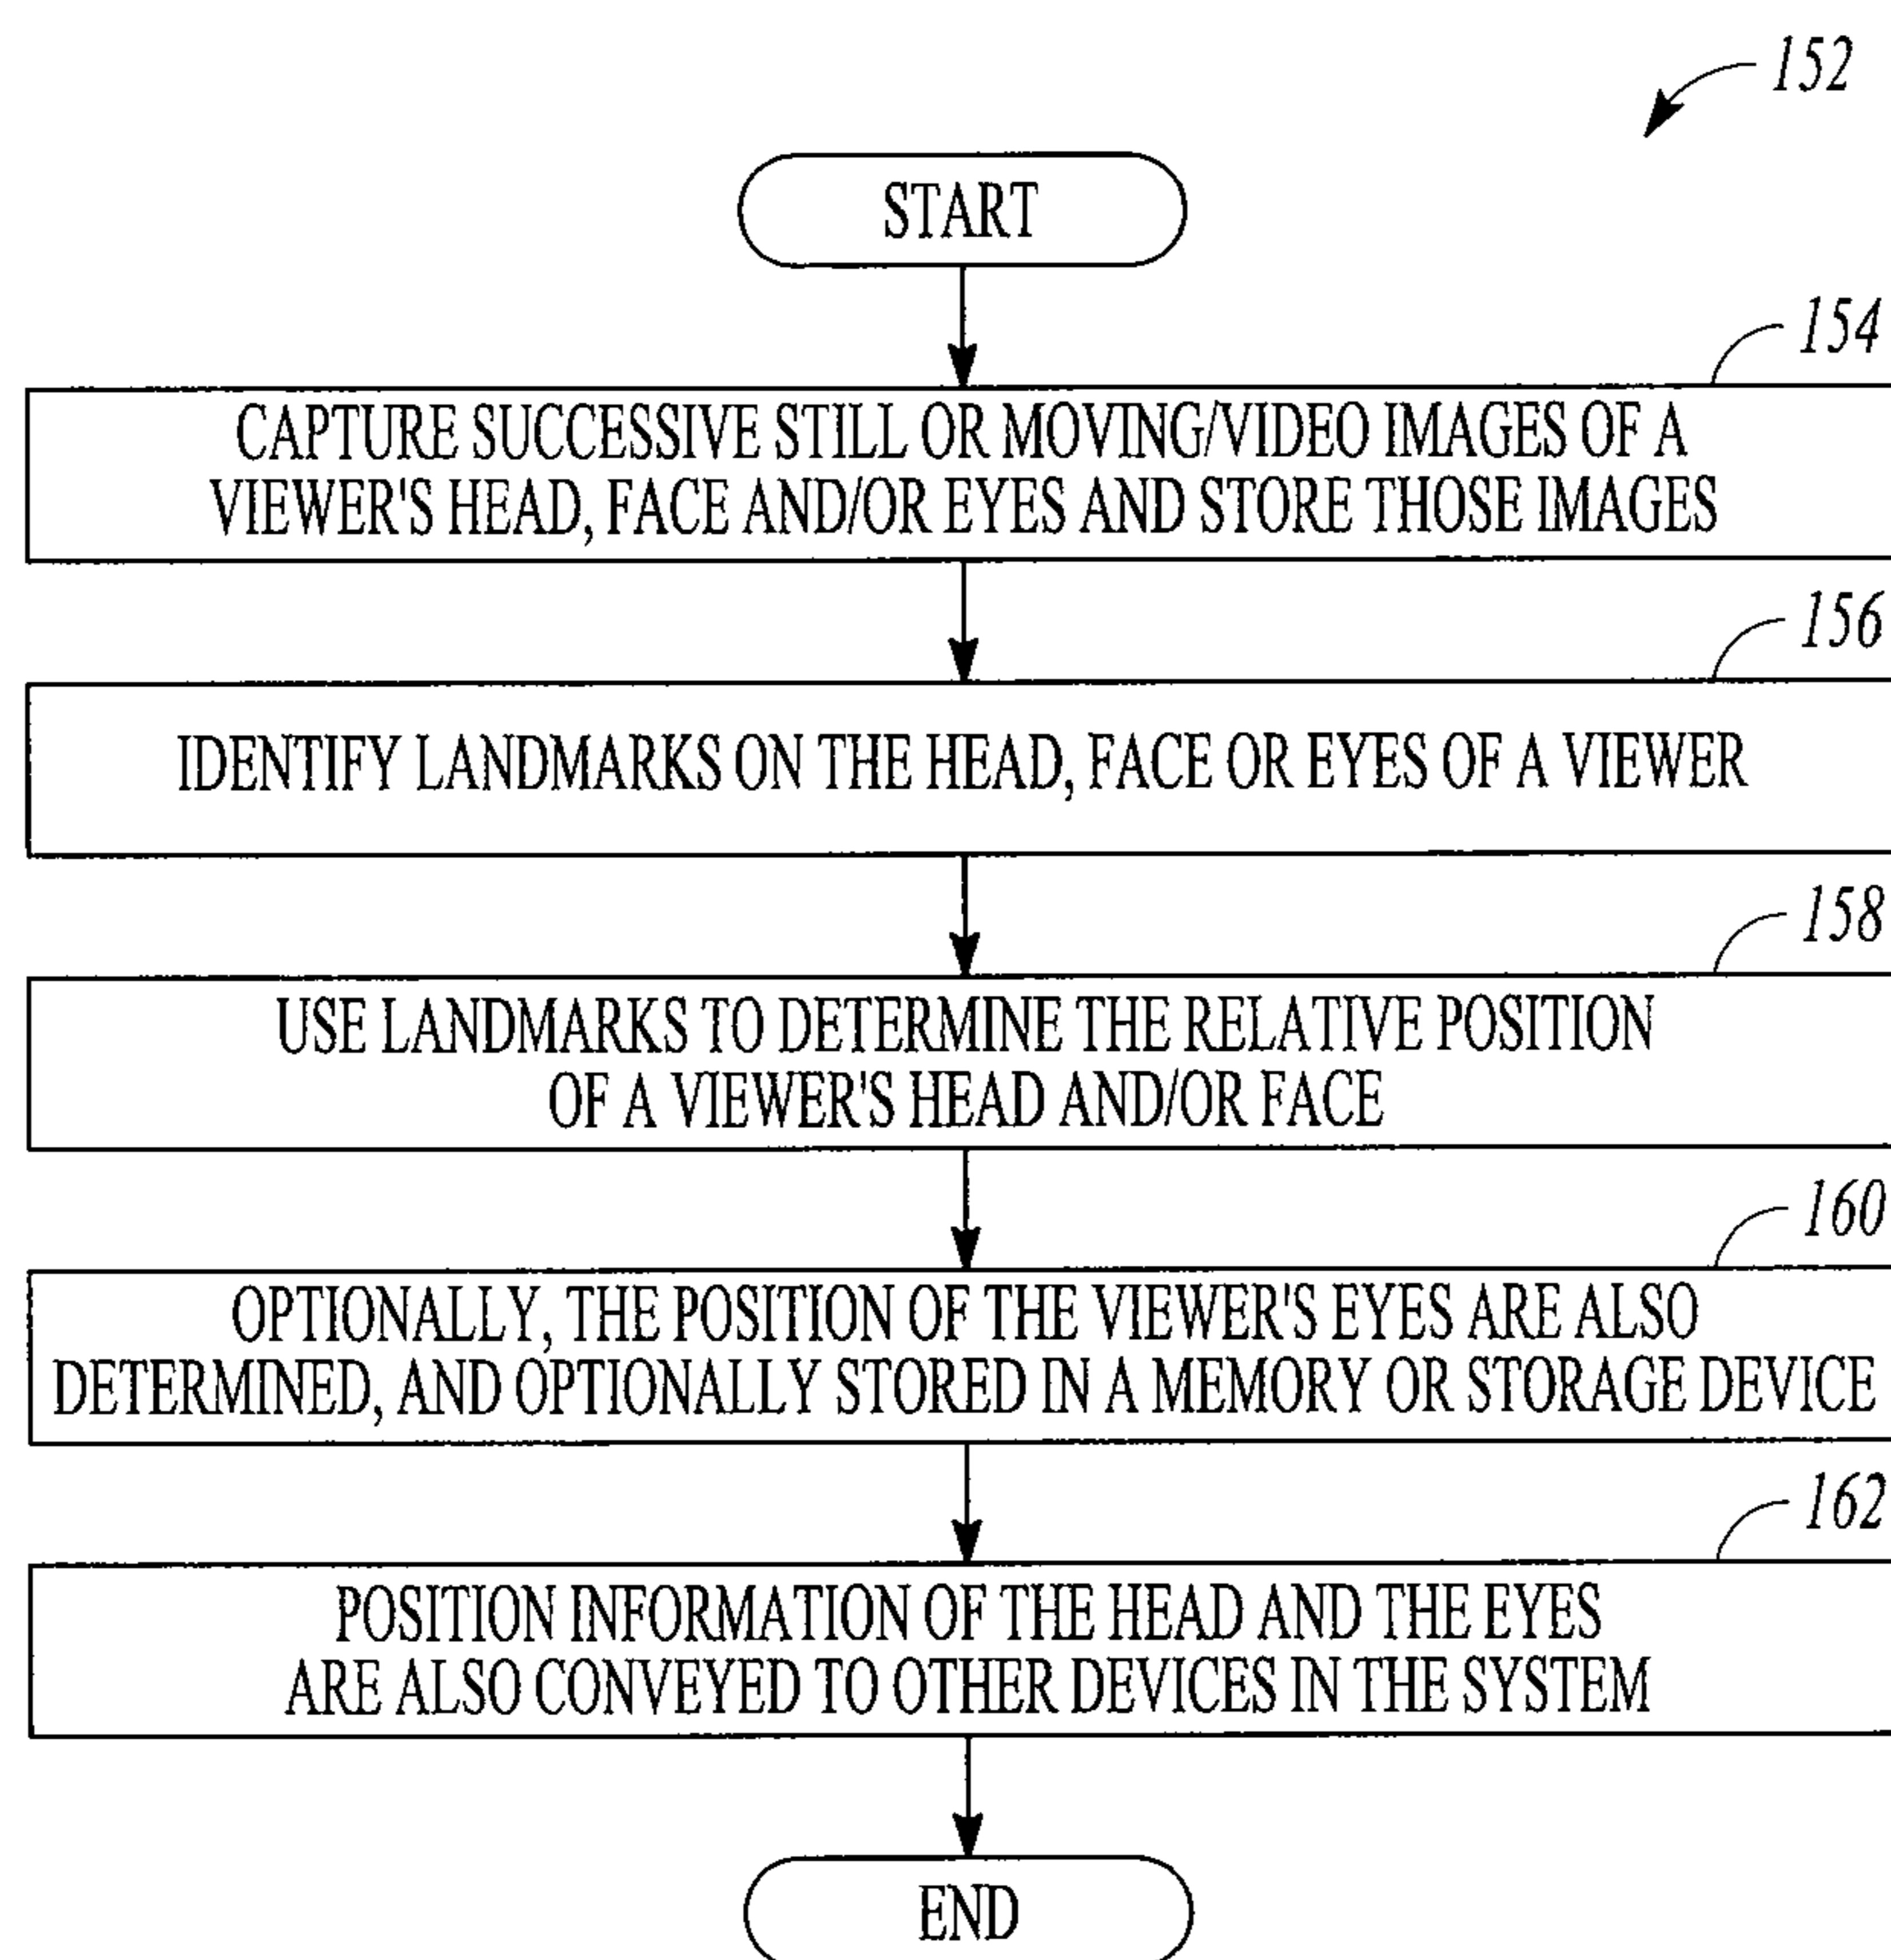 152
START
154
CAPTURE SUCCESSIVE STILL OR MOVING/VIDEO IMAGES OF A
VIEWER'S HEAD, FACE AND/OR EYES AND STORE THOSE IMAGES
156
IDENTIFY LANDMARKS ON THE HEAD, FACE OR EYES OF A VIEWER
158
USE LANDMARKS TO DETERMINE THE RELATIVE POSITION
OF A VIEWER'S HEAD AND/OR FACE
160
OPTIONALLY, THE POSITION OF THE VIEWER'S EYES ARE ALSO
DETERMINED, AND OPTIONALLY STORED IN A MEMORY OR STORAGE DEVICE
162
POSITION INFORMATION OF THE HEAD AND THE EYES
ARE ALSO CONVEYED TO OTHER DEVICES IN THE SYSTEM
END